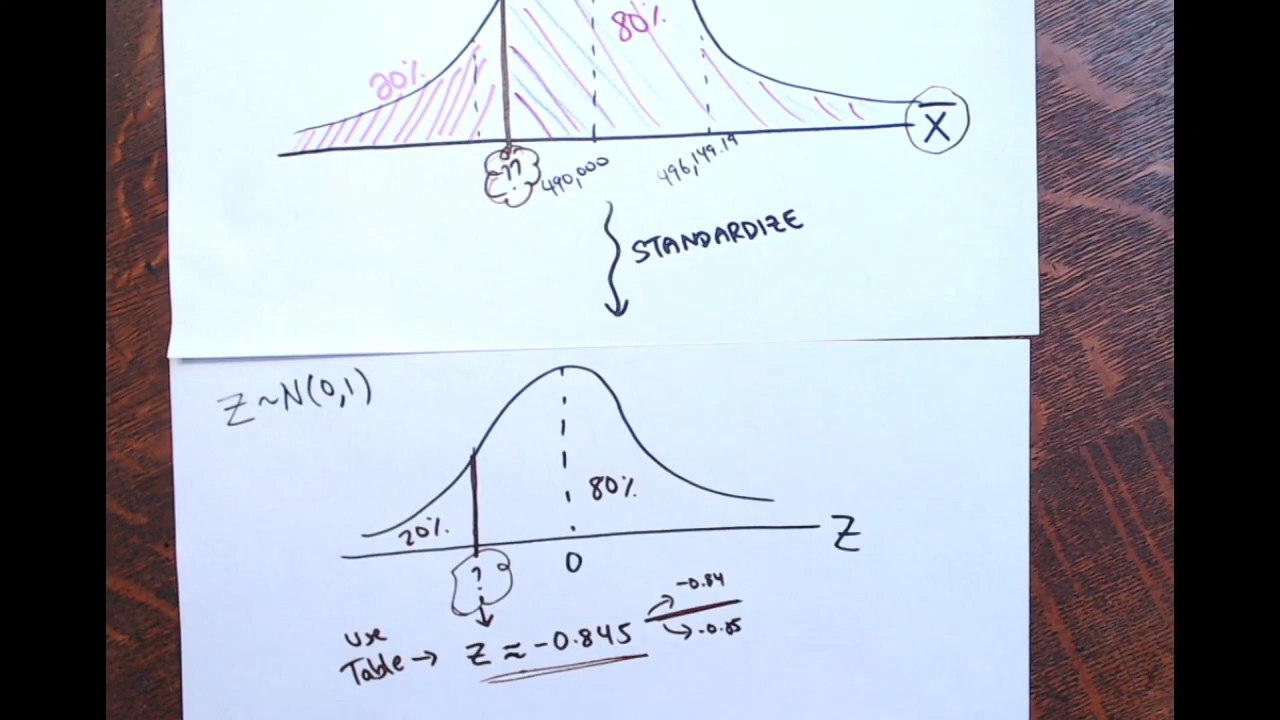 80%
20%
X̅
??
490,000
496,149.19
STANDARDIZE
Z~N(0,1)
80%
20%
Z
?
0
-0.84
-0.85
use
Table → Z ≈ -0.845